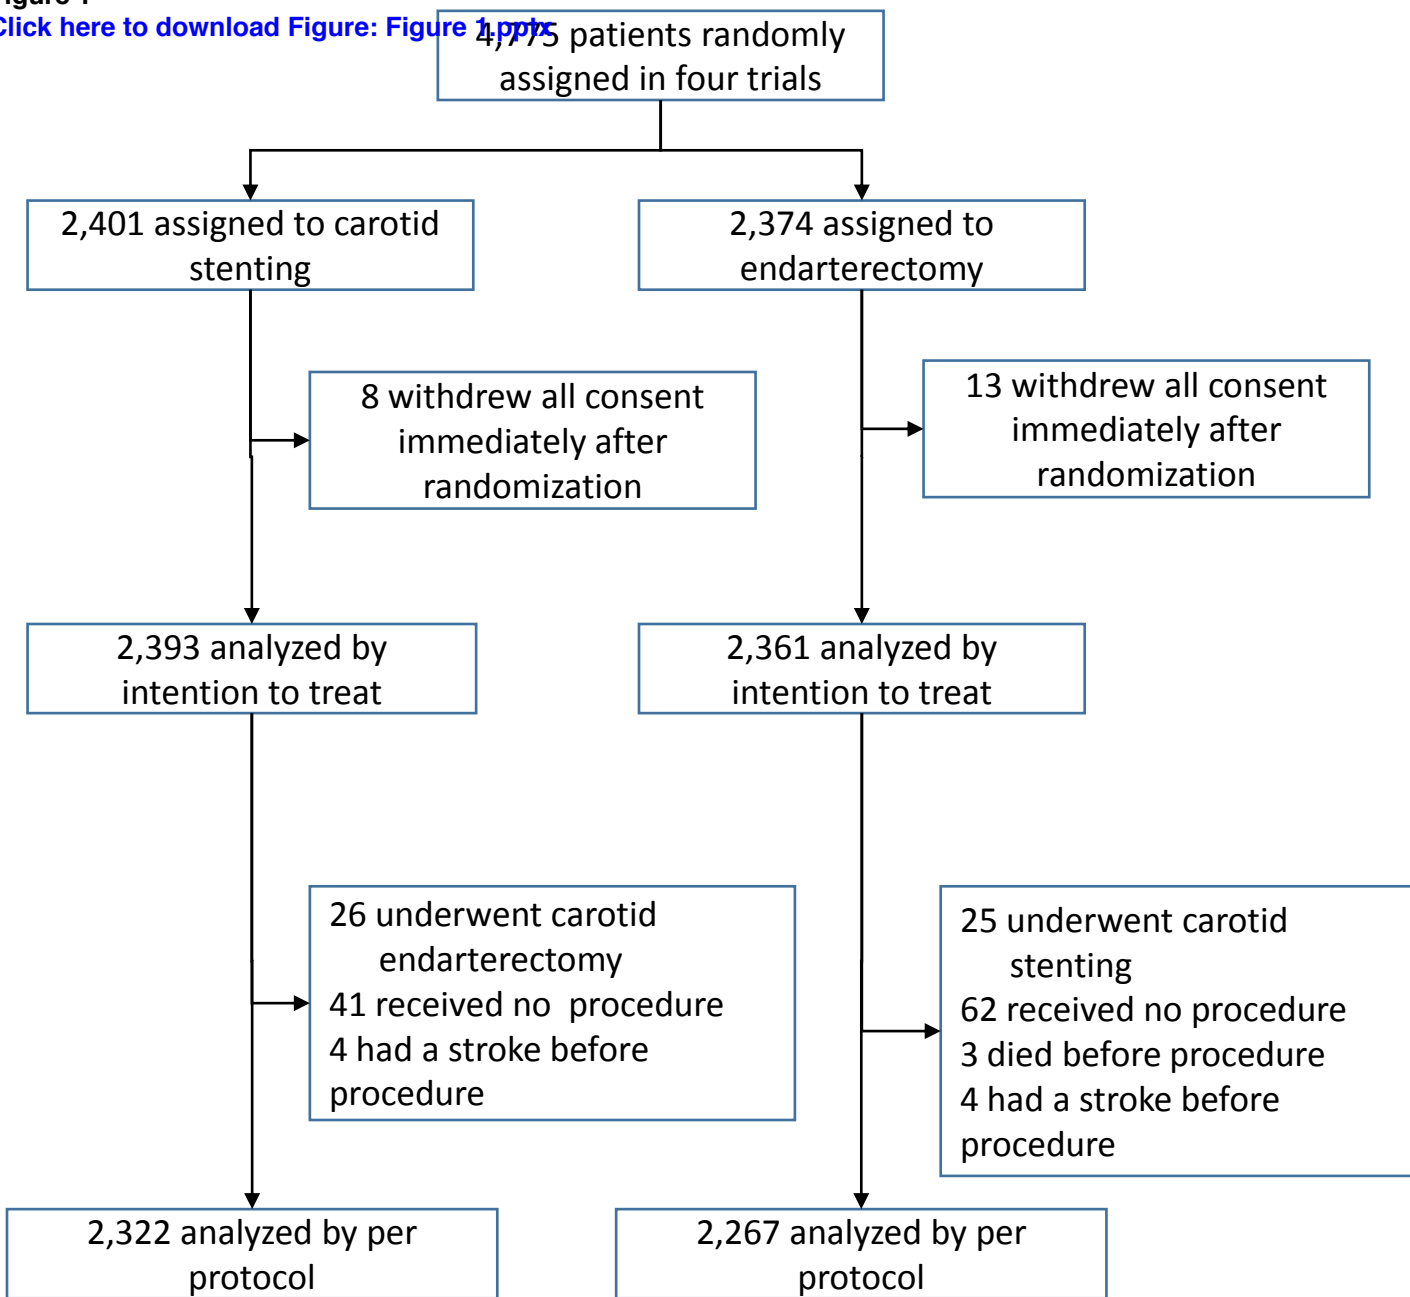 Figure 1
Click here to download Figure: Figure 1.pptx
4,775 patients randomly
assigned in four trials
2,401 assigned to carotid
stenting
2,374 assigned to
endarterectomy
8 withdrew all consent
immediately after
randomization
13 withdrew all consent
immediately after
randomization
2,393 analyzed by
intention to treat
2,361 analyzed by
intention to treat
26 underwent carotid
endarterectomy
41 received no procedure
4 had a stroke before
procedure
25 underwent carotid
stenting
62 received no procedure
3 died before procedure
4 had a stroke before
procedure
2,322 analyzed by per
protocol
2,267 analyzed by per
protocol